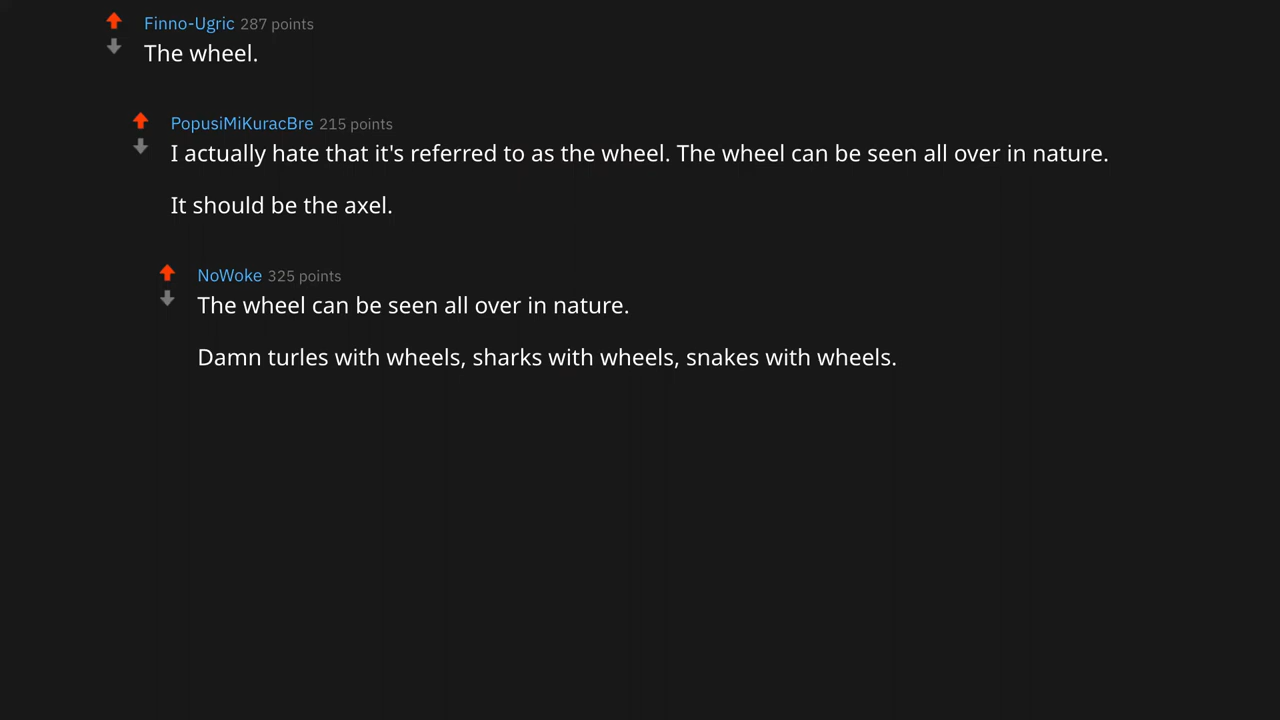 Finno-Ugric 287 points
The wheel.
PopusiMiKuracBre 215 points
I actually hate that it's referred to as the wheel. The wheel can be seen all over in nature.
It should be the axel.
NoWoke 325 points
The wheel can be seen all over in nature.
Damn turles with wheels, sharks with wheels, snakes with wheels.